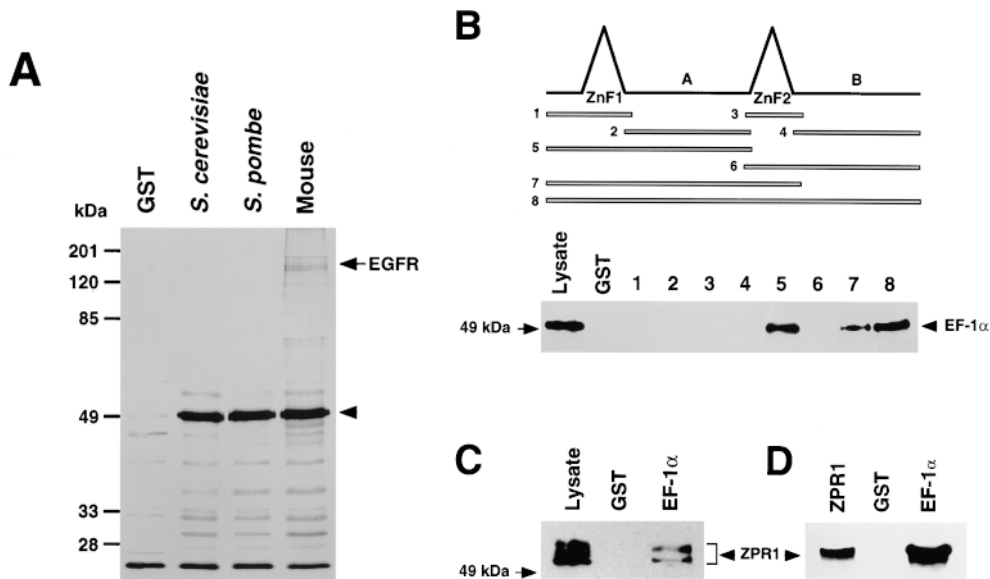 A
GST
S. cerevisiae
S. pombe
Mouse
kDa
201
120
85
49
33
28
EGFR
B
ZnF1
A
ZnF2
B
1
3
2
4
5
6
7
8
Lysate
GST
1 2 3 4 5 6 7 8
49 kDa
EF-1α
C
Lysate
GST
EF-1α
49 kDa
ZPR1
D
ZPR1
GST
EF-1α